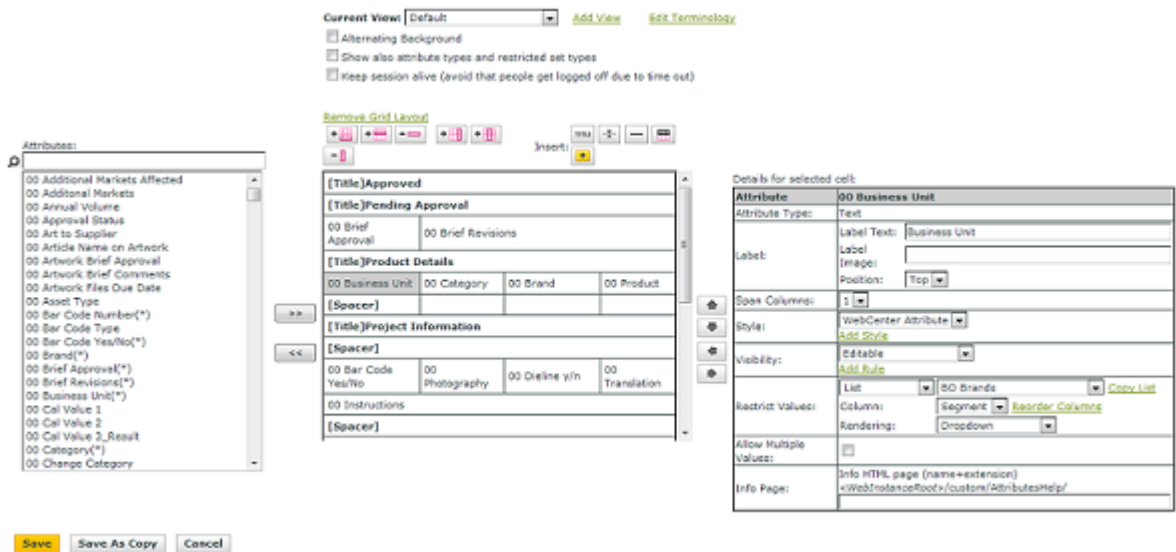 Current View: Default Add View Edit Terminology
Alternating Background
Show also attribute types and restricted set types
Keep session alive (avoid that people get logged off due to time out)
Remove Grid Layout
Insert:
Attributes:
00 Additional Markets Affected
00 Additonal Markets
00 Annual Volume
00 Approval Status
00 Art to Supplier
00 Article Name on Artwork
00 Artwork Brief Approval
00 Artwork Brief Comments
00 Artwork Files Due Date
00 Asset Type
00 Bar Code Number(*)
00 Bar Code Type
00 Bar Code Yes/No(*)
00 Brand(*)
00 Brief Approval(*)
00 Brief Revisions(*)
00 Business Unit(*)
00 Cal Value 1
00 Cal Value 2
00 Cal Value 3_Result
00 Category(*)
00 Change Category
>>
<<
[Title]Approved
[Title]Pending Approval
00 Brief Approval 00 Brief Revisions
[Title]Product Details
00 Business Unit 00 Category 00 Brand 00 Product
[Spacer]
[Title]Project Information
[Spacer]
00 Bar Code Yes/No 00 Photography 00 Dieline y/n 00 Translation
00 Instructions
[Spacer]
Details for selected cell:
Attribute 00 Business Unit
Attribute Type: Text
Label: Label Text: Business Unit
Label Image:
Position: Top
Span Columns: 1
Style: WebCenter Attribute
Add Style
Visibility: Editable
Add Rule
Restrict Values: List BO Brands Copy List
Column: Segment Reorder Columns
Rendering: Dropdown
Allow Multiple Values:
Info Page: Info HTML page (name+extension)
<WebInstanceRoot>/custom/AttributesHelp/
Save Save As Copy Cancel